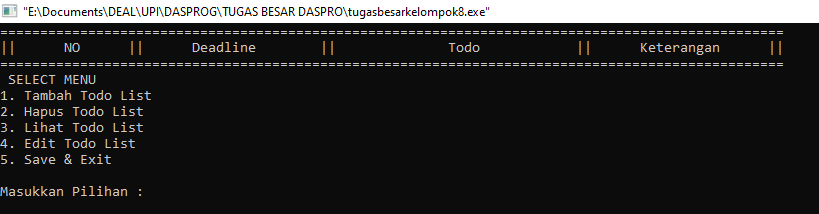 "E:\Documents\DEAL\UPI\DASPROG\TUGAS BESAR DASPRO\tugasbesarkelompok8.exe"
==================================================================================================
||      NO      ||      Deadline        ||              Todo            ||      Keterangan      ||
==================================================================================================
 SELECT MENU
1. Tambah Todo List
2. Hapus Todo List
3. Lihat Todo List
4. Edit Todo List
5. Save & Exit
Masukkan Pilihan :